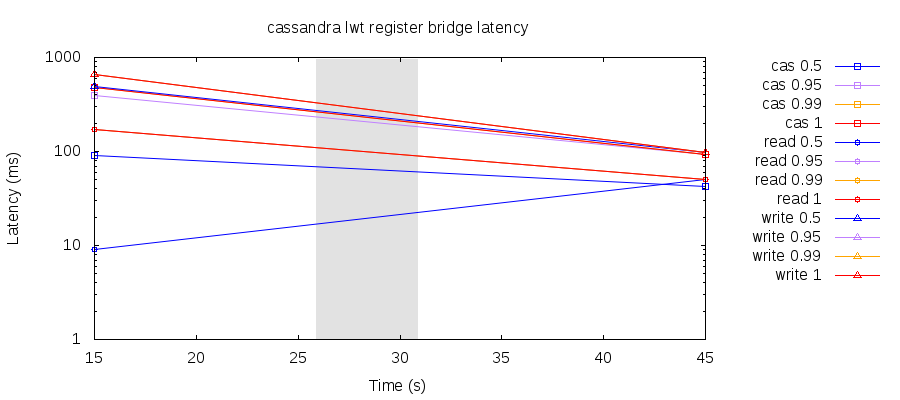 cassandra lwt register bridge latency
1000
100
10
1
Latency (ms)
15 20 25 30 35 40 45
Time (s)
cas 0.5
cas 0.95
cas 0.99
cas 1
read 0.5
read 0.95
read 0.99
read 1
write 0.5
write 0.95
write 0.99
write 1